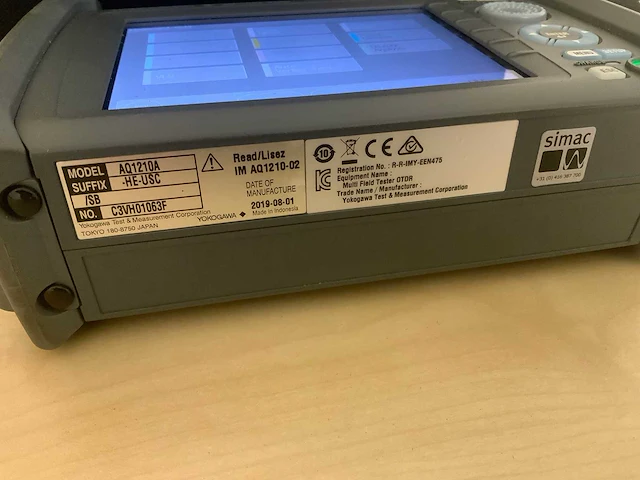 MODEL AQ1210A
SUFFIX -HE-USC
/SB
NO. C3VH01063F
Yokogawa Test & Measurement Corporation
TOKYO 180-8750 JAPAN
Read/Lisez
IM AQ1210-02
DATE OF
MANUFACTURE
2019-08-01
YOKOGAWA
Made in Indonesia
10
CE
Registration No. : R-R-IMY-EEN475
Equipment Name :
Multi Field Tester OTDR
Trade Name / Manufacturer :
Yokogawa Test & Measurement Corporation
simac